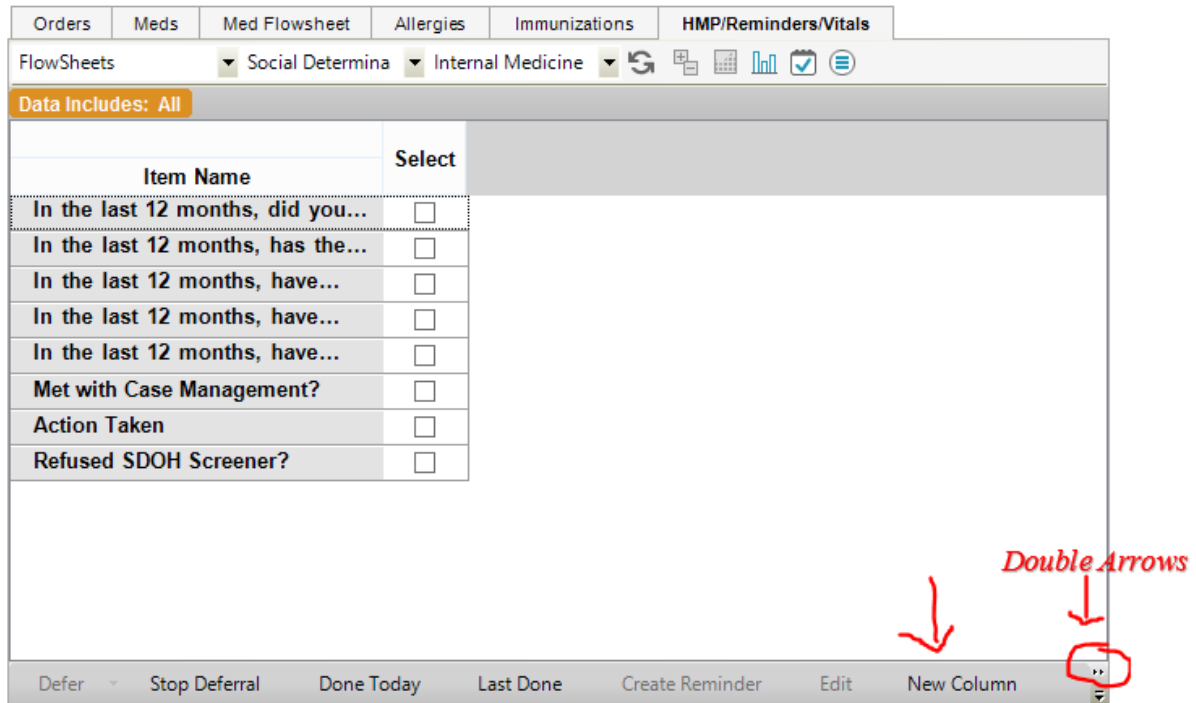 Orders Meds Med Flowsheet Allergies Immunizations HMP/Reminders/Vitals
FlowSheets Social Determina Internal Medicine
Data Includes: All
Select
Item Name
In the last 12 months, did you...
In the last 12 months, has the...
In the last 12 months, have...
In the last 12 months, have...
In the last 12 months, have...
Met with Case Management?
Action Taken
Refused SDOH Screener?
Double Arrows
Defer Stop Deferral Done Today Last Done Create Reminder Edit New Column